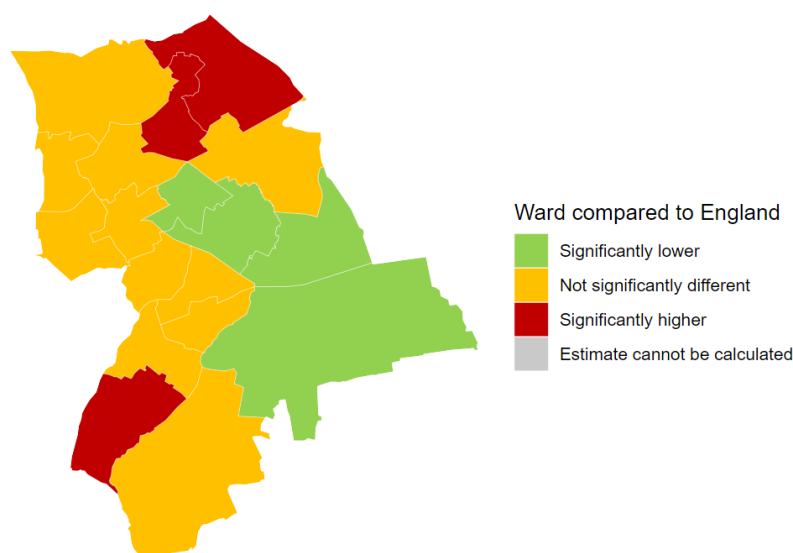 Ward compared to England
Significantly lower
Not significantly different
Significantly higher
Estimate cannot be calculated